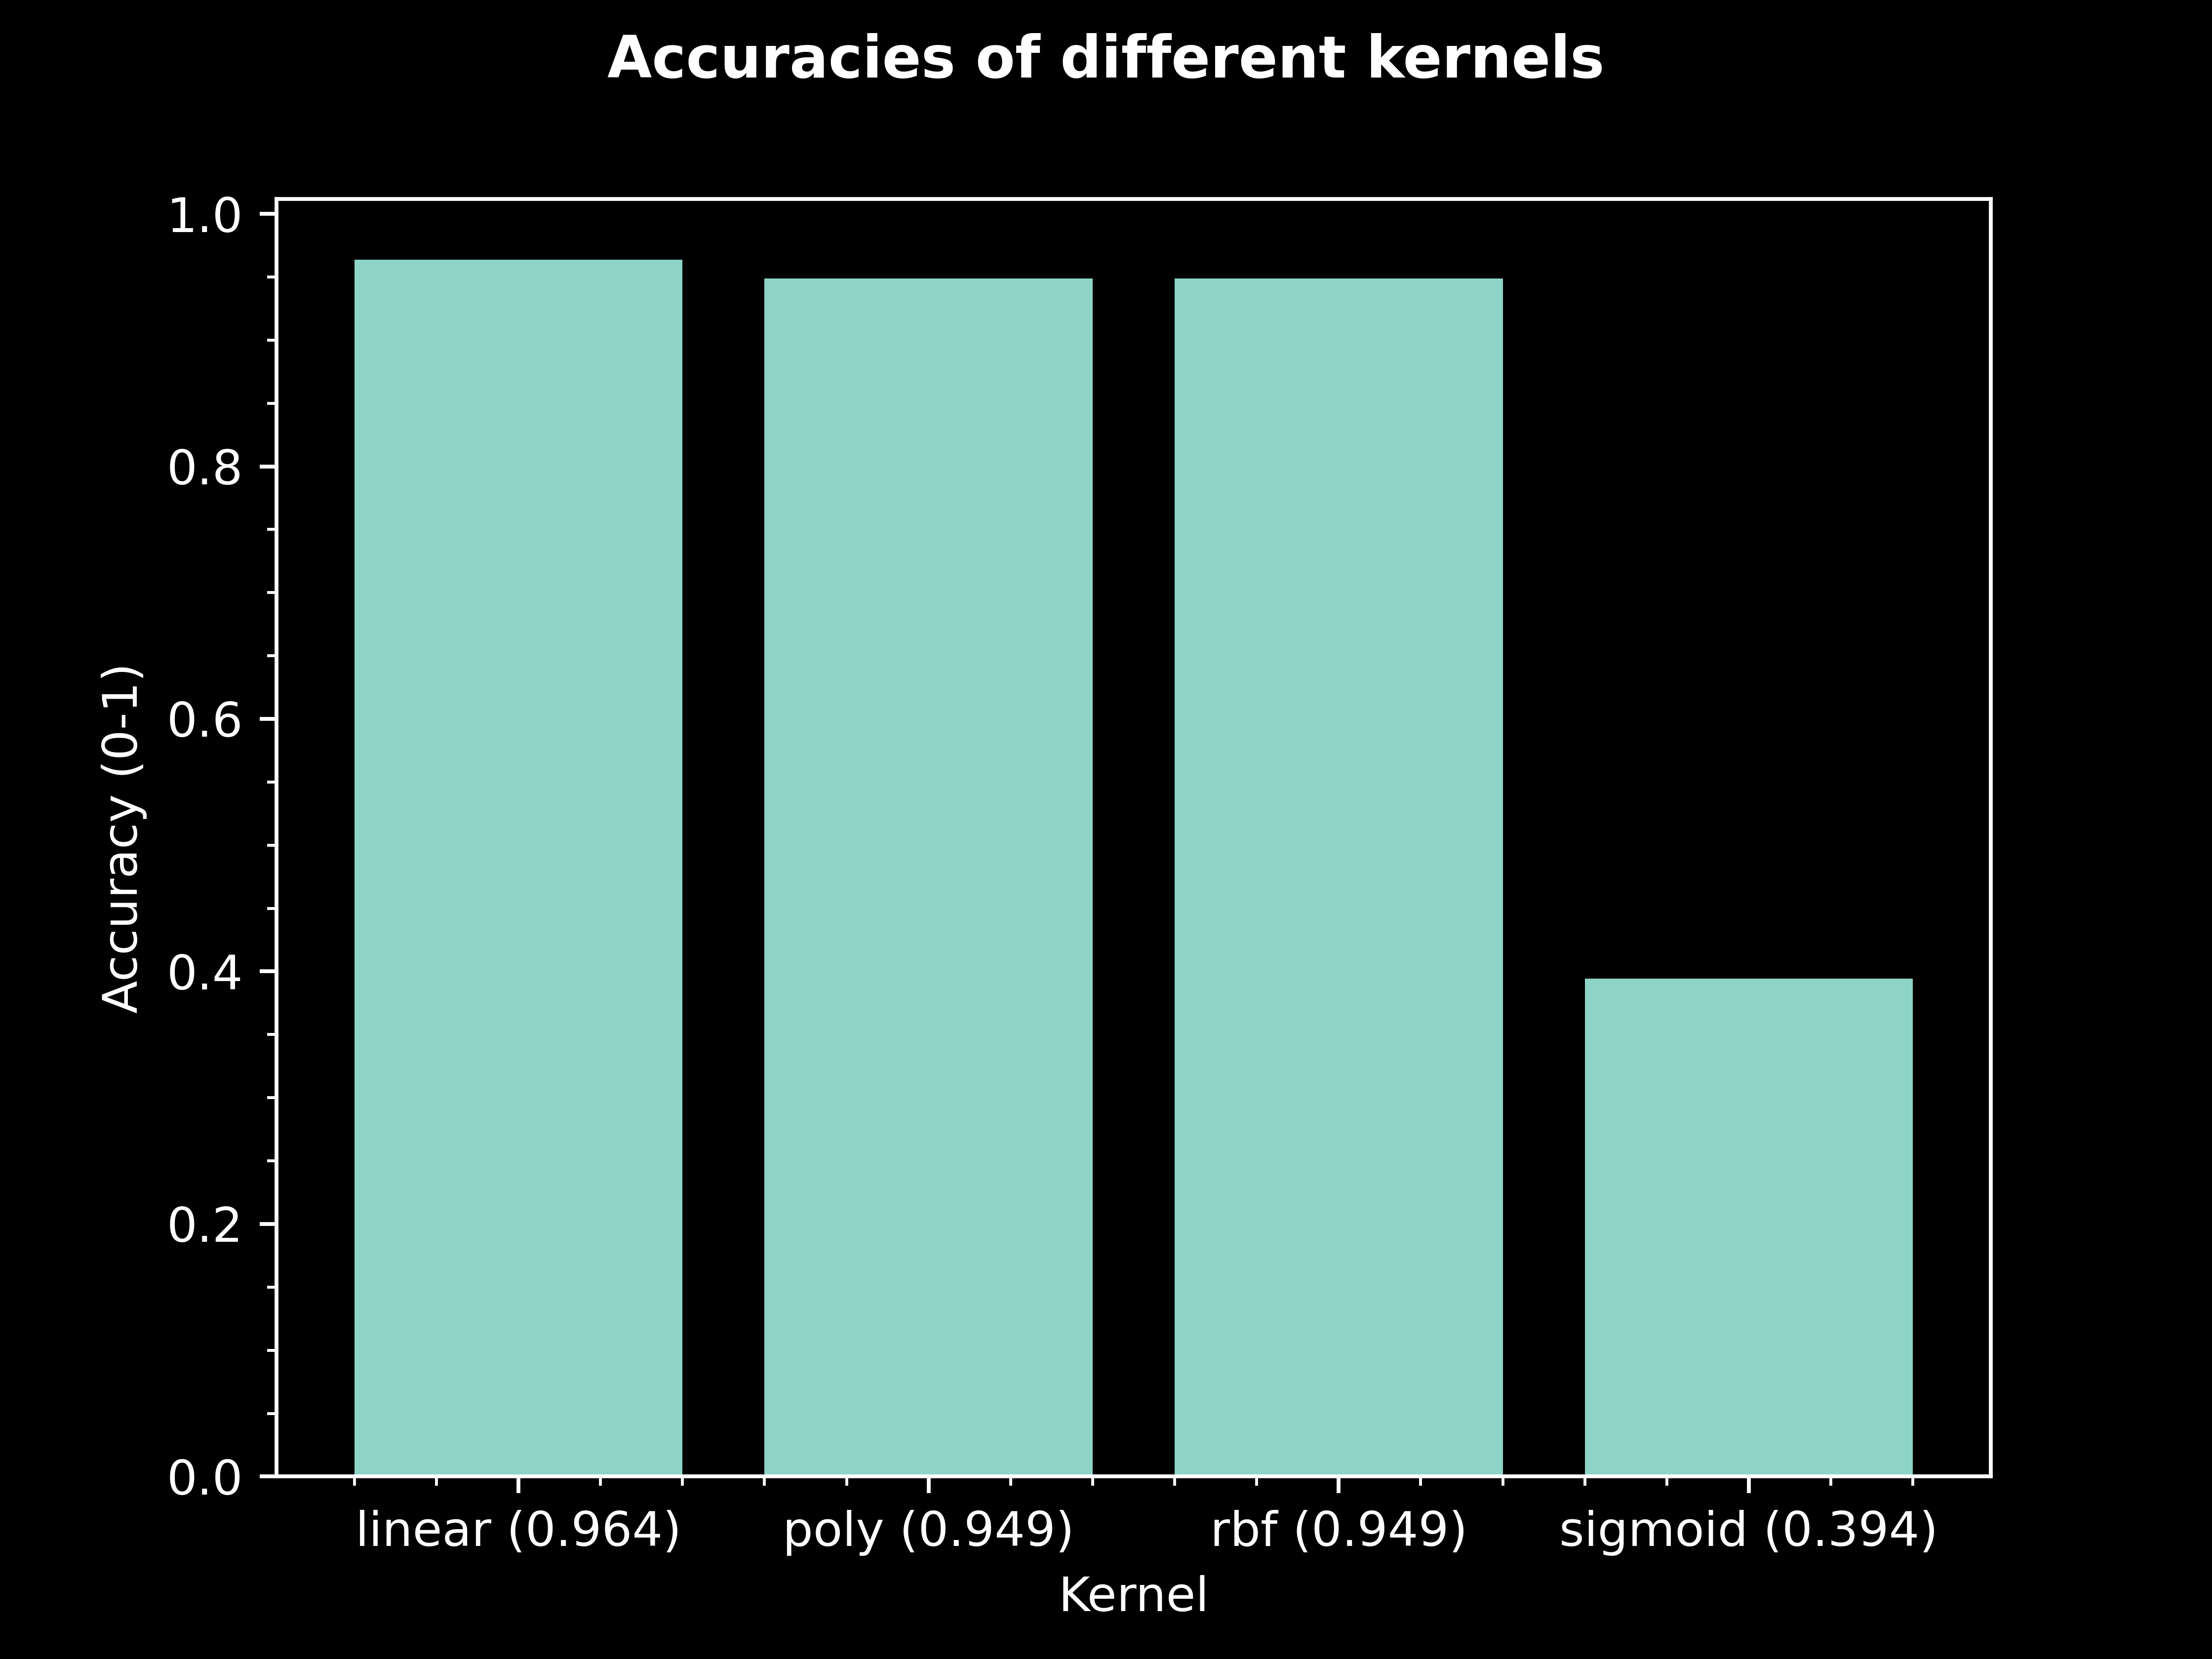 Accuracies of different kernels
1.0
0.8
0.6
0.4
0.2
0.0
Accuracy (0-1)
linear (0.964) poly (0.949) rbf (0.949) sigmoid (0.394)
Kernel